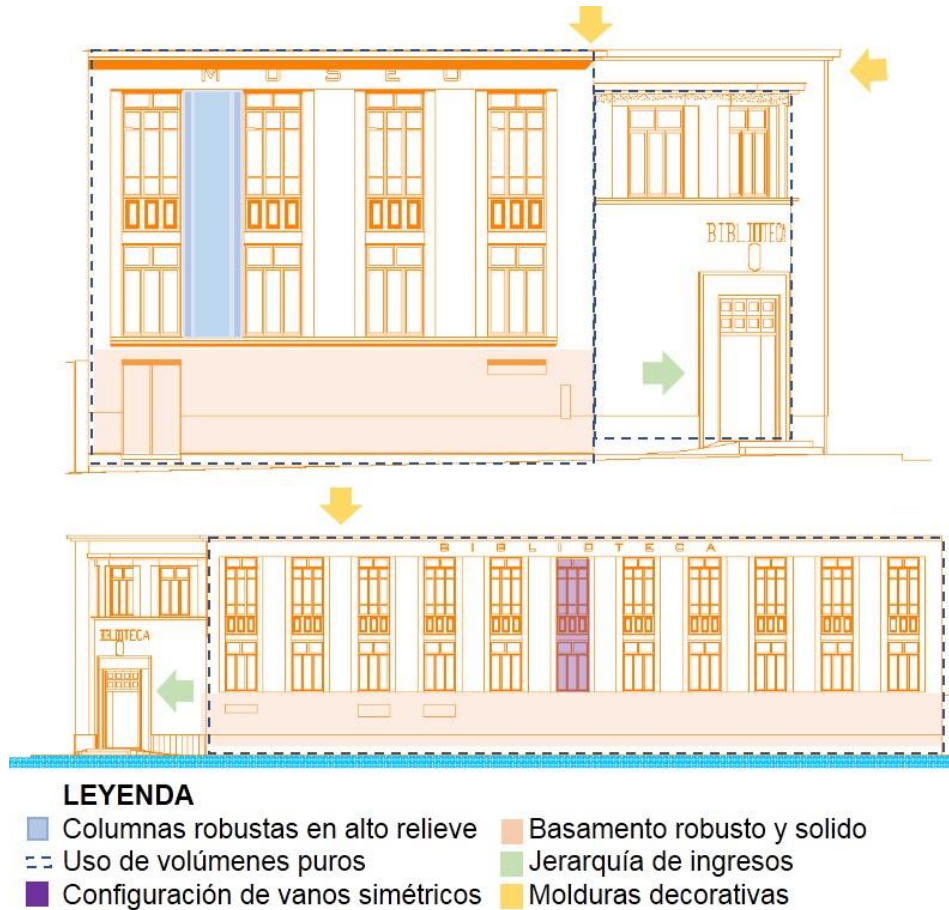 MUSEO
BIBLIOTECA
BIBLIOTECA
BIBLIOTECA
LEYENDA
Columnas robustas en alto relieve
Uso de volúmenes puros
Configuración de vanos simétricos
Basamento robusto y solido
Jerarquía de ingresos
Molduras decorativas